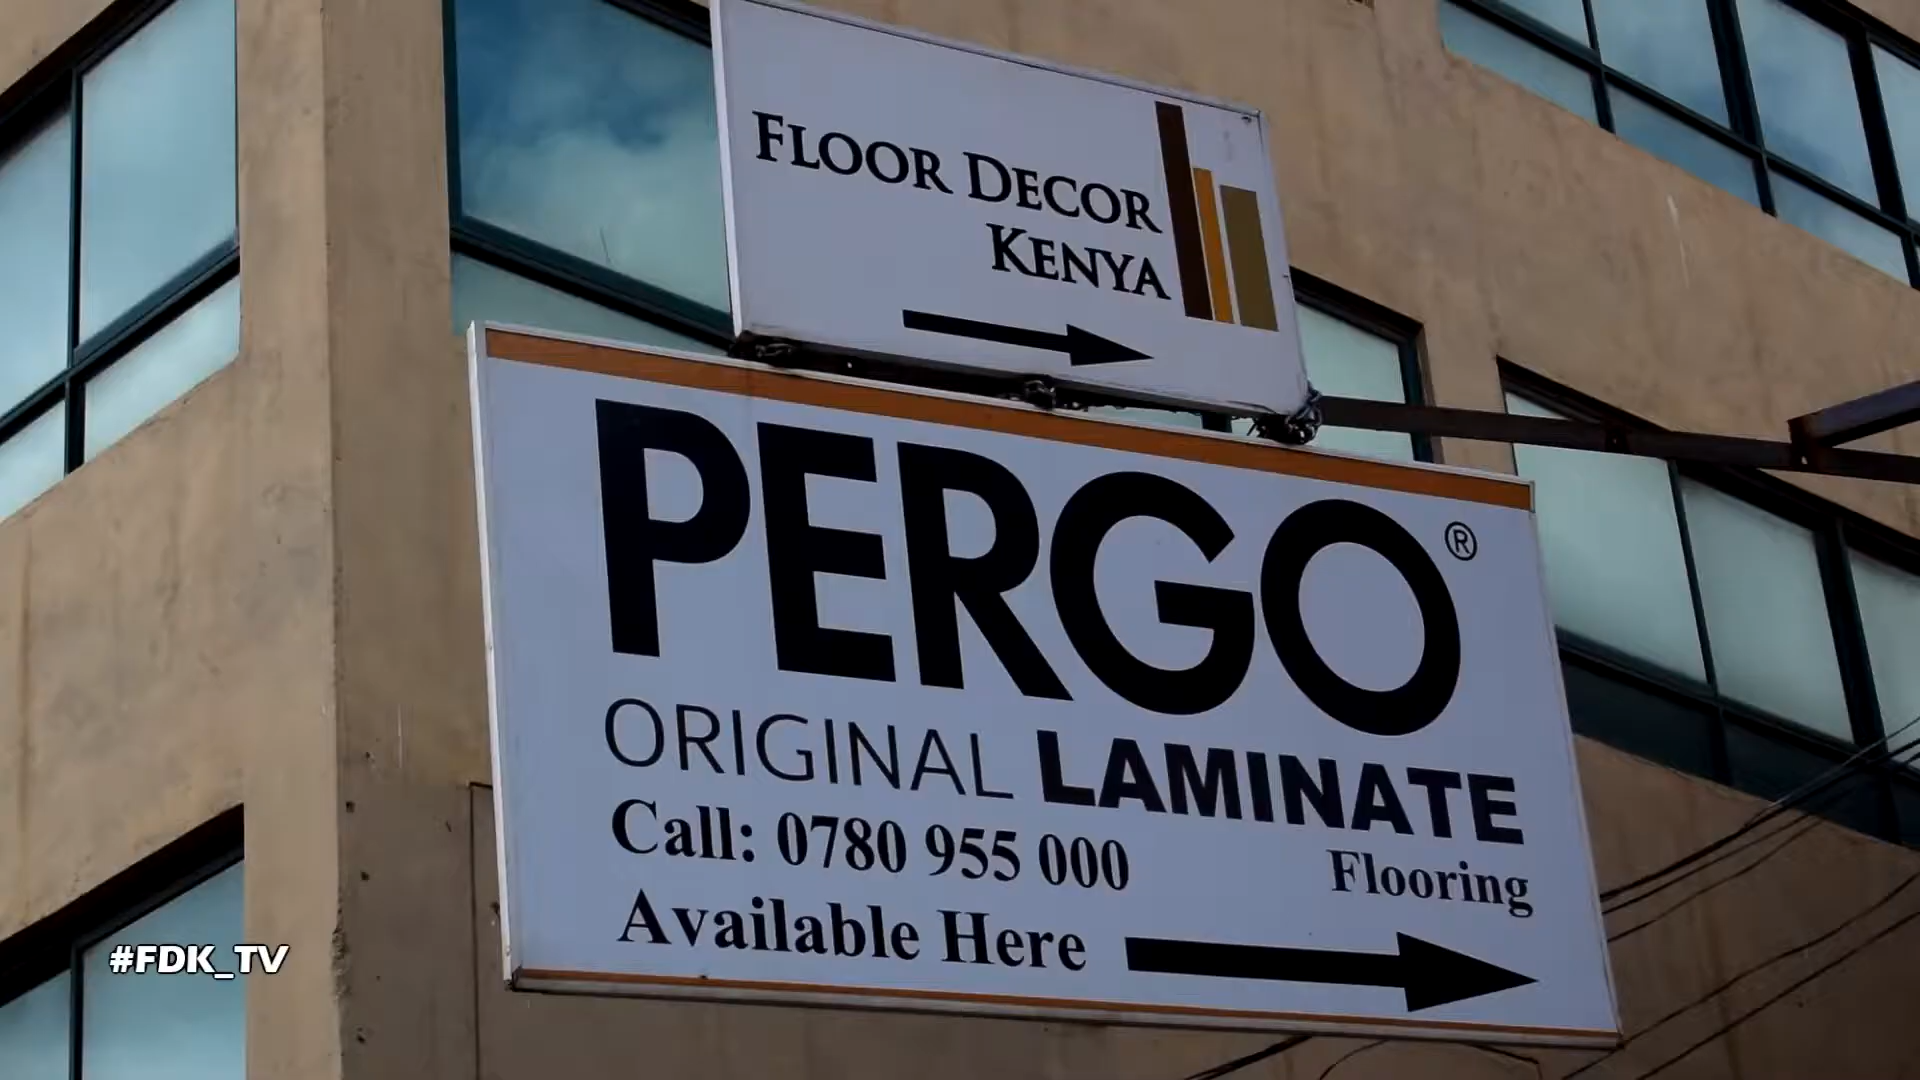 FLOOR DECOR
KENYA
PERGO®
ORIGINAL LAMINATE
Call: 0780 955 000
Flooring
Available Here
#FDK_TV